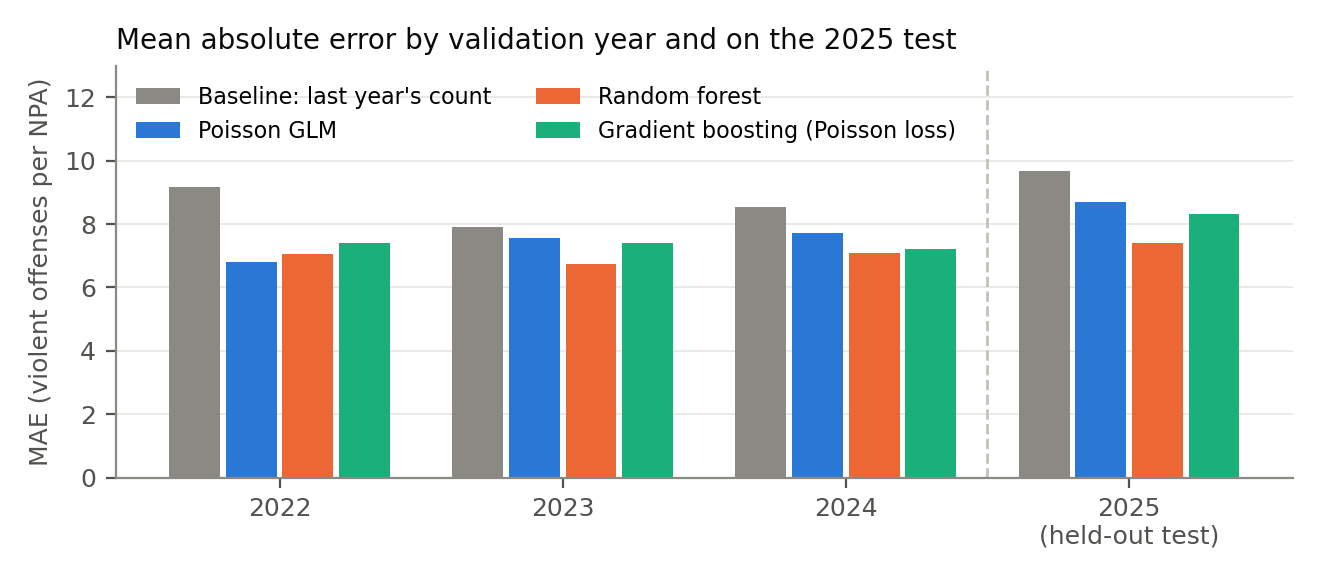 Mean absolute error by validation year and on the 2025 test
MAE (violent offenses per NPA)
12
10
8
6
4
2
0
Baseline: last year's count
Poisson GLM
Random forest
Gradient boosting (Poisson loss)
2022
2023
2024
2025
(held-out test)